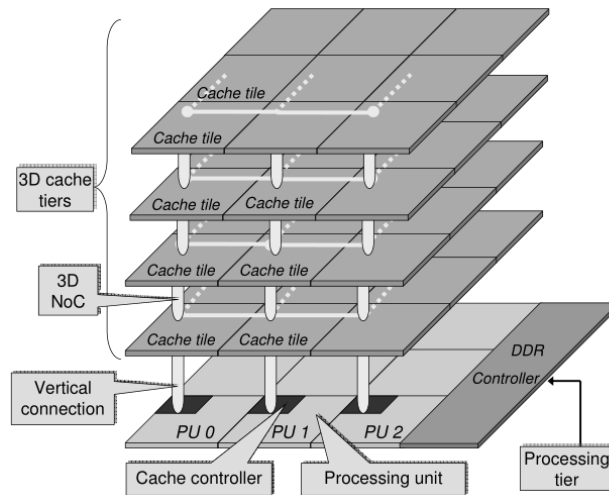 Cache tile
Cache tile
3D cache
tiers
Cache tile
Cache tile
Cache tile
Cache tile
3D
NoC
Cache tile
Cache tile
DDR
Controller
Vertical
connection
PU 0
PU 1
PU 2
Cache controller
Processing unit
Processing
tier